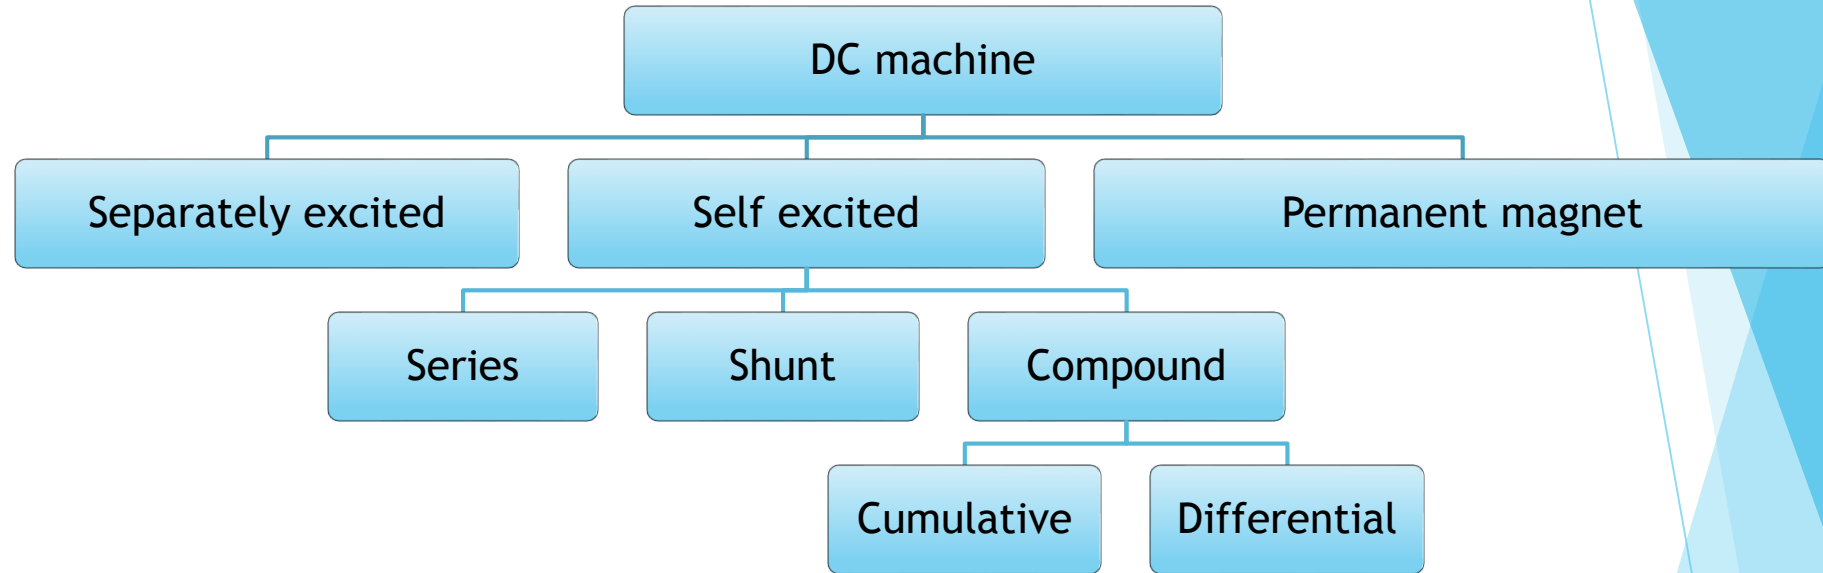 DC machine
Separately excited
Self excited
Permanent magnet
Series
Shunt
Compound
Cumulative
Differential